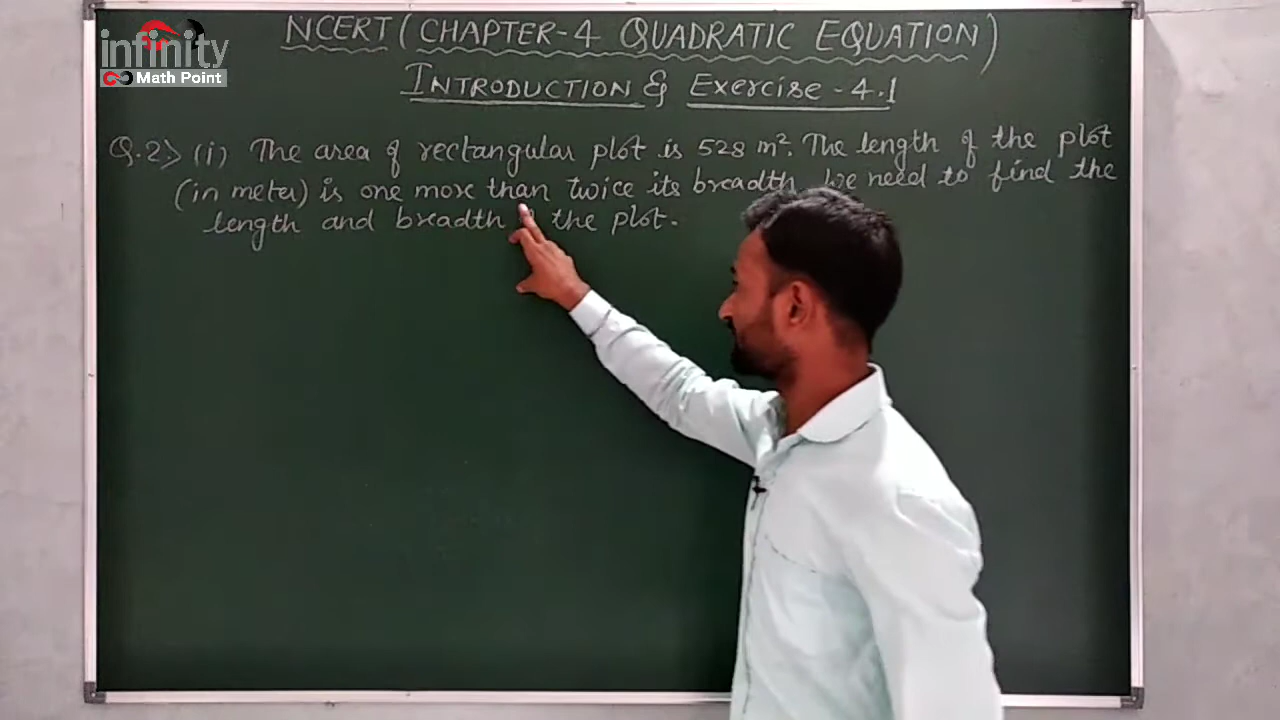 infinity
Math Point
NCERT (CHAPTER-4 QUADRATIC EQUATION)
INTRODUCTION & Exercise - 4.1
Q.2> (i) The area of rectangular plot is 528 m². The length of the plot
(in meter) is one more than twice its breadth. We need to find the
length and breadth the plot.